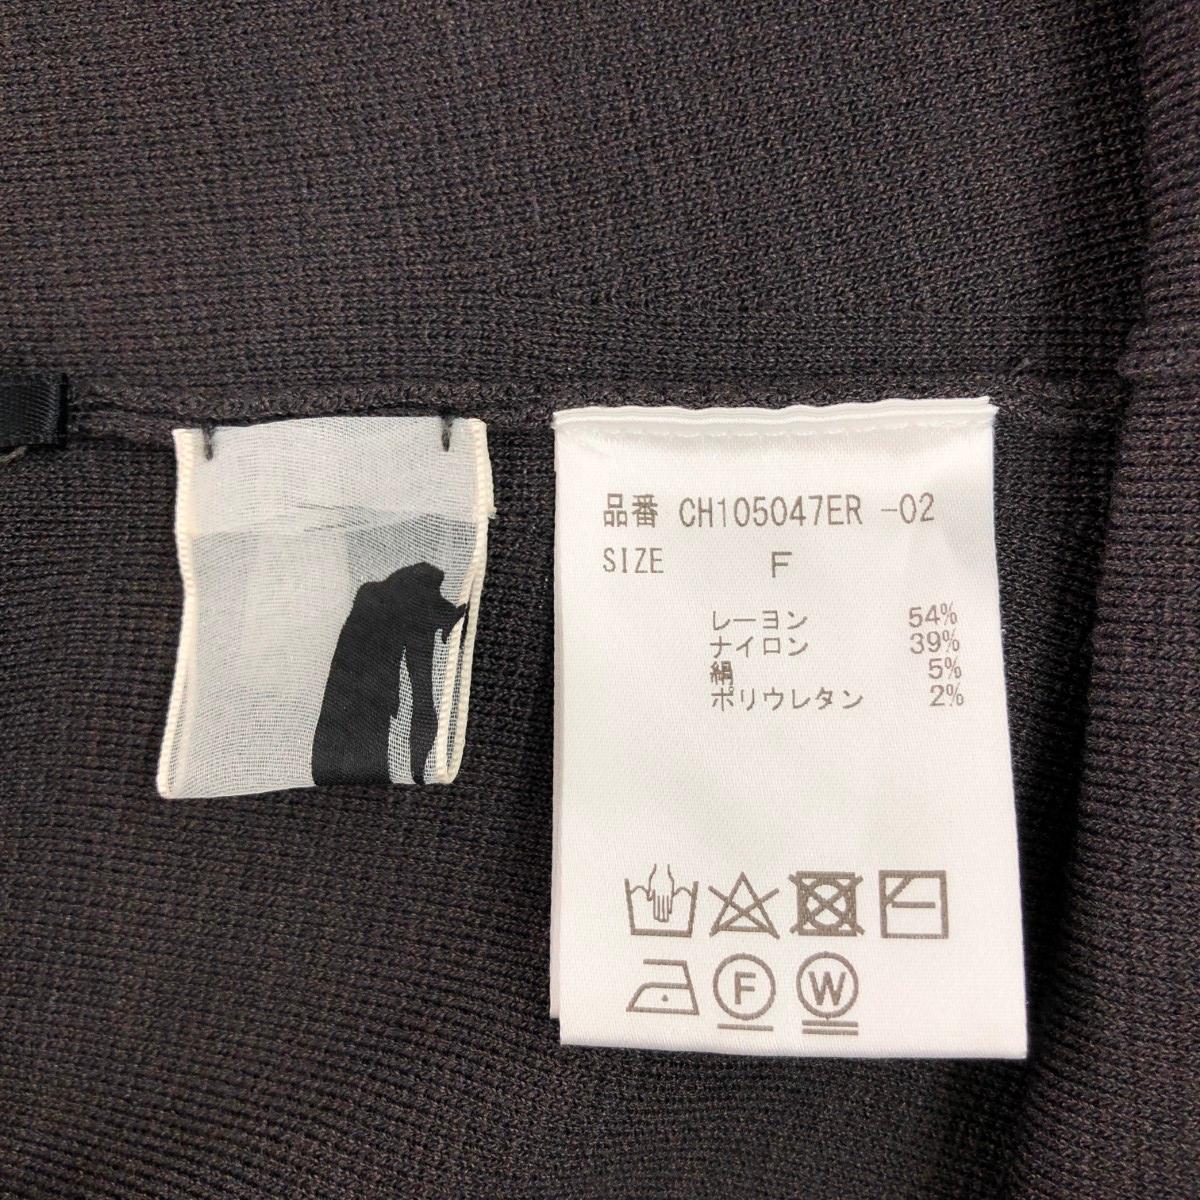 品番 CH105047ER -02
SIZE F
レーヨン 54%
ナイロン 39%
絹 5%
ポリウレタン 2%
F W